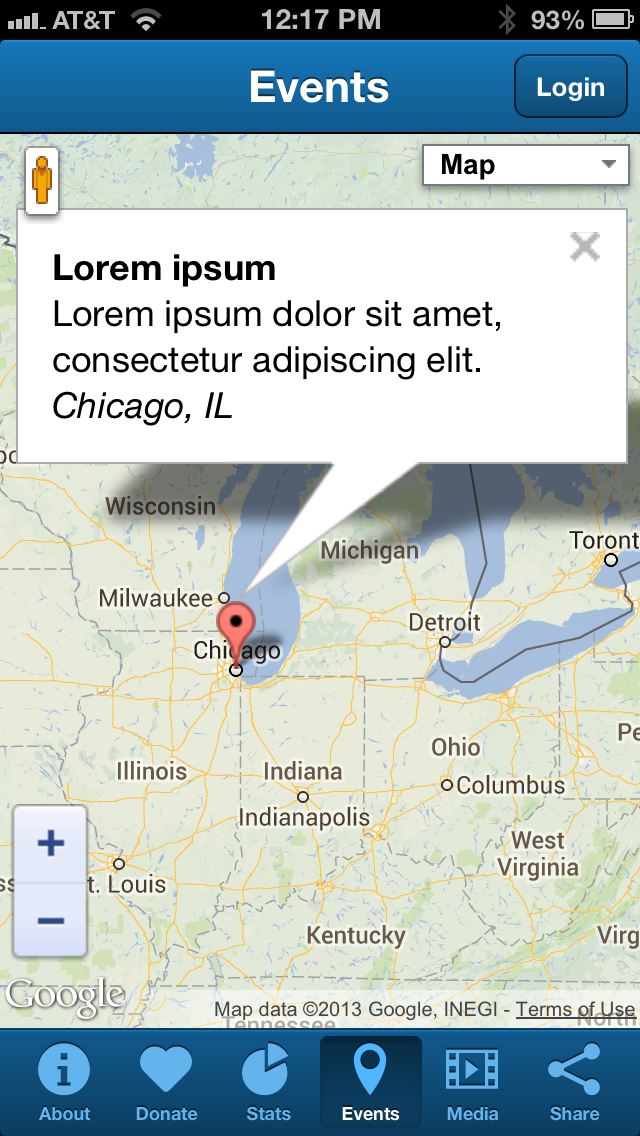 AT&T 12:17 PM 93%
Events
Login
Map
Lorem ipsum
Lorem ipsum dolor sit amet,
consectetur adipiscing elit.
Chicago, IL
Wisconsin
Toront
Michigan
Milwaukee
Detroit
Chicago
Pe
Ohio
Illinois
Indiana
Columbus
Indianapolis
West
Virginia
+
t. Louis
−
Kentucky
Virg
Google
Map data ©2013 Google, INEGI - Terms of Use
Tennessee
North
About Donate Stats Events Media Share